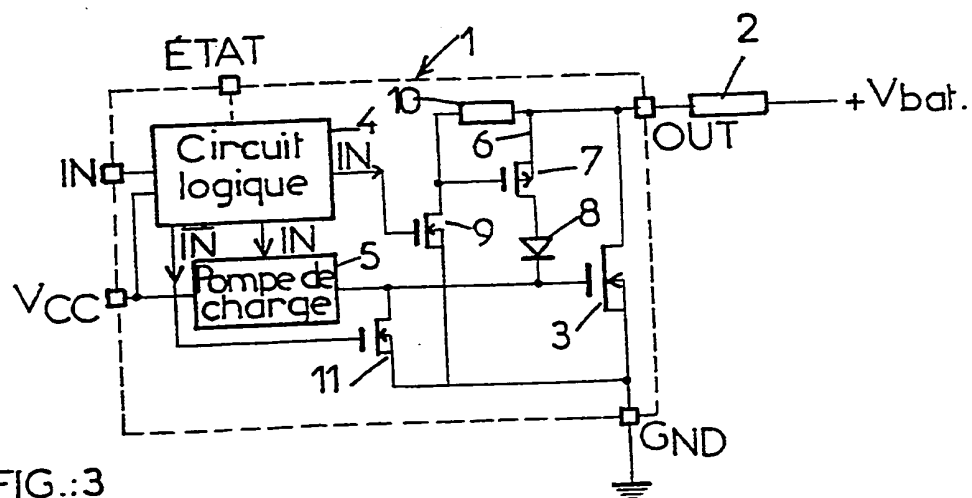 ÉTAT
1
2
10
4
+Vbat.
IN
Circuit
logique
IN
6
7
OUT
9
8
I̅N̅
IN
5
VCC
Pompe de
charge
3
11
GND
FIG.:3